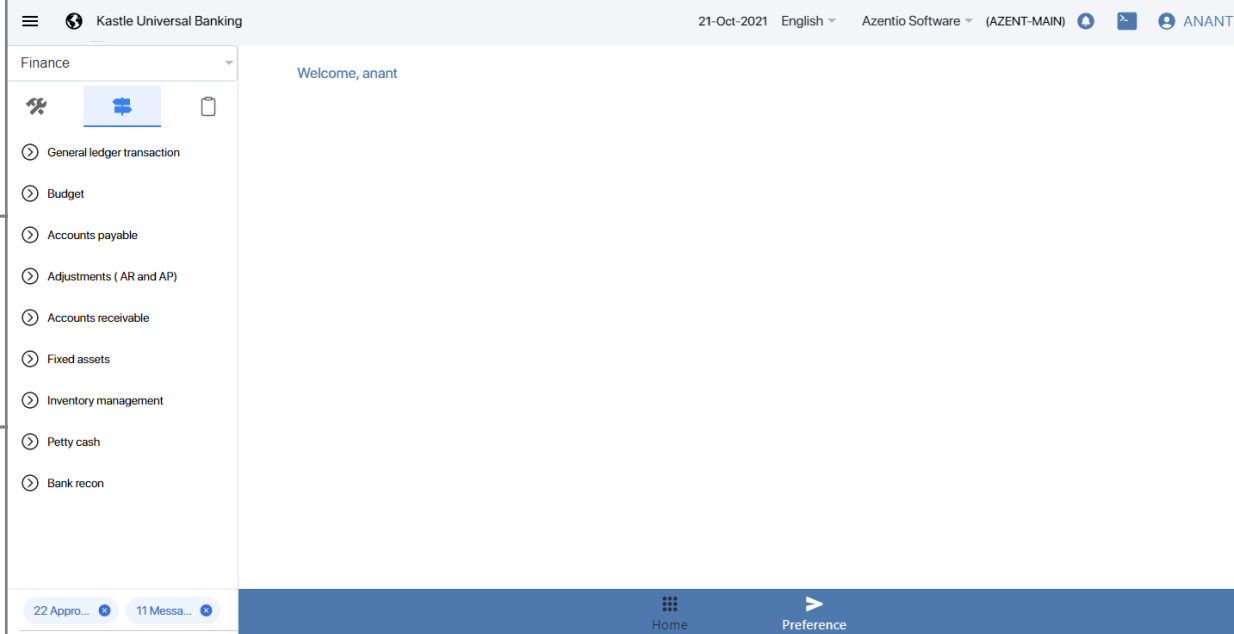 Kastle Universal Banking
21-Oct-2021 English Azentio Software (AZENT-MAIN) ANANT
Finance
Welcome, anant
General ledger transaction
Budget
Accounts payable
Adjustments ( AR and AP)
Accounts receivable
Fixed assets
Inventory management
Petty cash
Bank recon
22 Appro... 11 Messa...
Home Preference